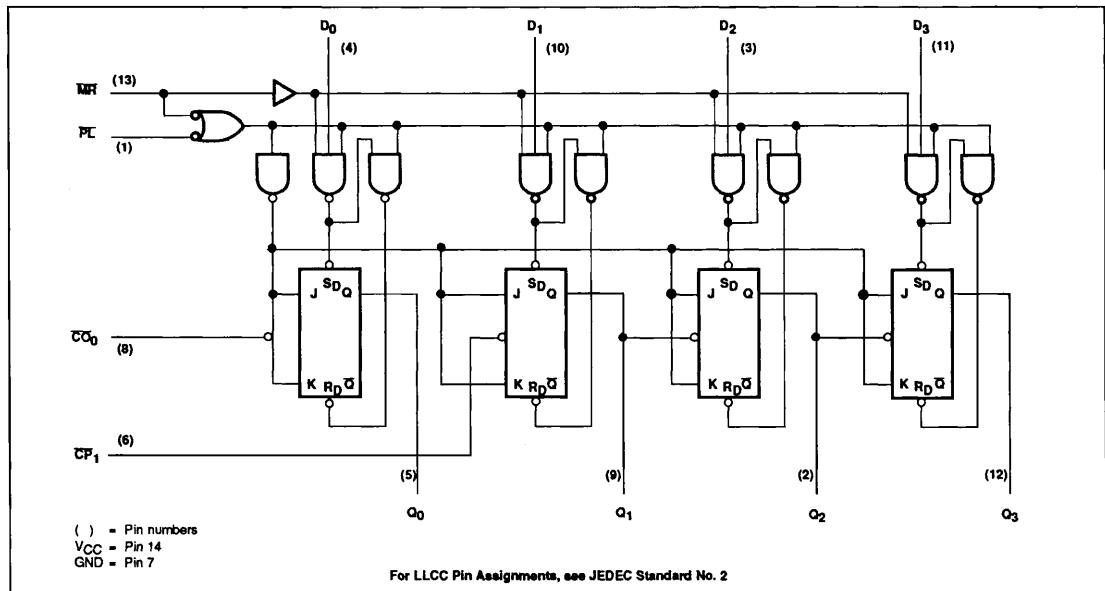 D0 D1 D2 D3
(4) (10) (3) (11)
MR (13)
PL
(1)
J SD Q J SD Q J SD Q J SD Q
CO0
(8)
K RD Q K RD Q K RD Q K RD Q
(6)
CP1
(5) (9) (2) (12)
Q0 Q1 Q2 Q3
( ) = Pin numbers
VCC = Pin 14
GND = Pin 7
For LLCC Pin Assignments, see JEDEC Standard No. 2